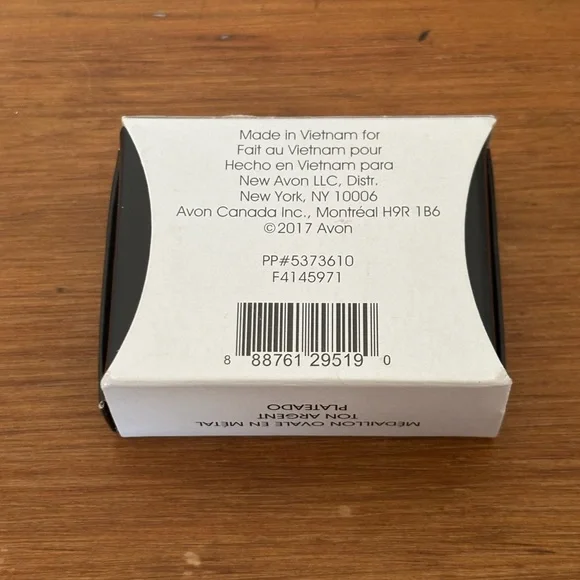 Made in Vietnam for
Fait au Vietnam pour
Hecho en Vietnam para
New Avon LLC, Distr.
New York, NY 10006
Avon Canada Inc., Montréal H9R 1B6
©2017 Avon
PP#5373610
F4145971
8 88761 29519 0
MÉDAILLON OVALE EN MÉTAL
TON ARGENT
PLATEADO